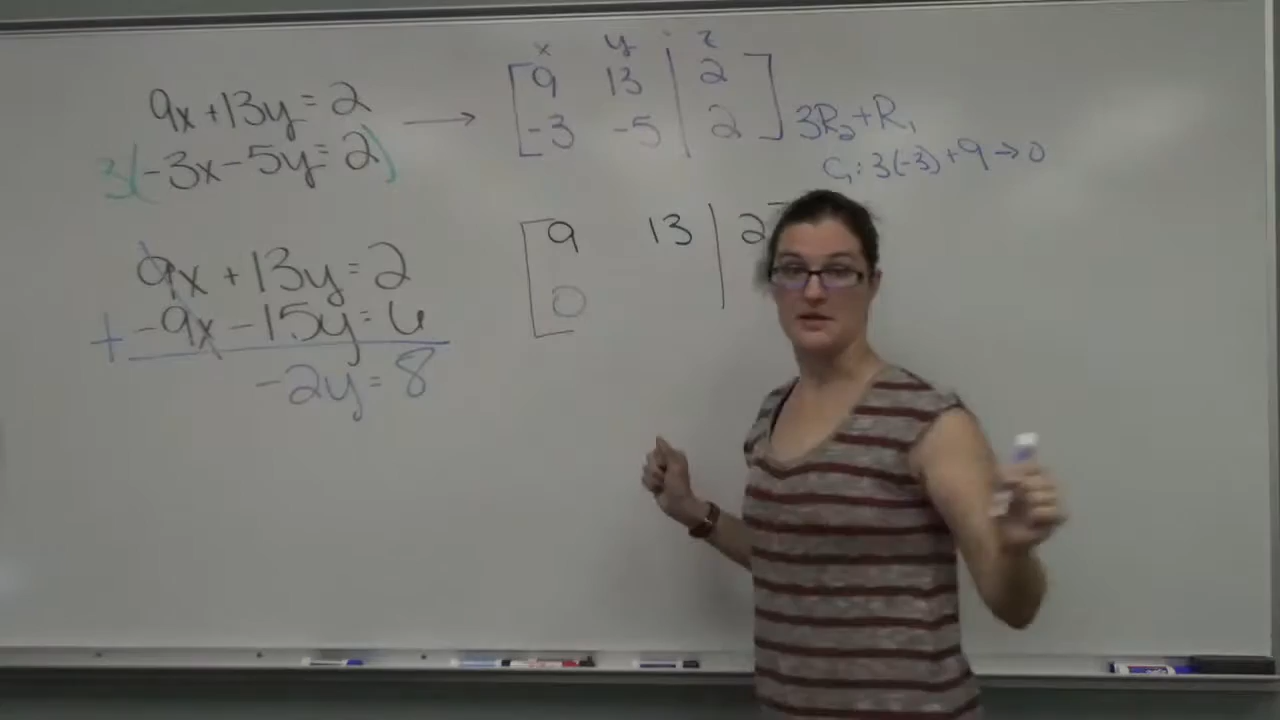 9x + 13y = 2
3(-3x - 5y = 2)
9x + 13y = 2
+ -9x - 15y = 6
-2y = 8
→
x y z
[ 9 13 | 2 ]
[ -3 -5 | 2 ] 3R₂ + R₁
C₁: 3(-3) + 9 → 0
[ 9 13 | 2
[ 0 |